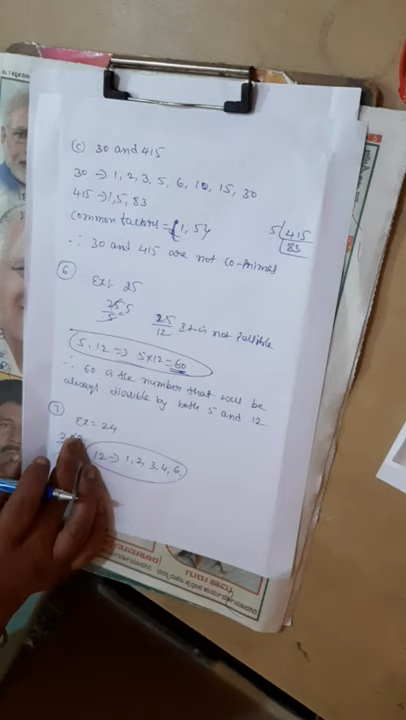 (c) 30 and 415
30 → 1, 2, 3, 5, 6, 10, 15, 30
415 → 1, 5, 83
Common factors = {1, 5}
5 415
83
∴ 30 and 415 are not co-primes
6
Ex: 25
25/5 = 5
25/12 It is not possible
5, 12 ⇒ 5×12 = 60
∴ 60 is the number that will be
always divisible by both 5 and 12
7
Ex = 24
12 → 1, 2, 3, 4, 6,